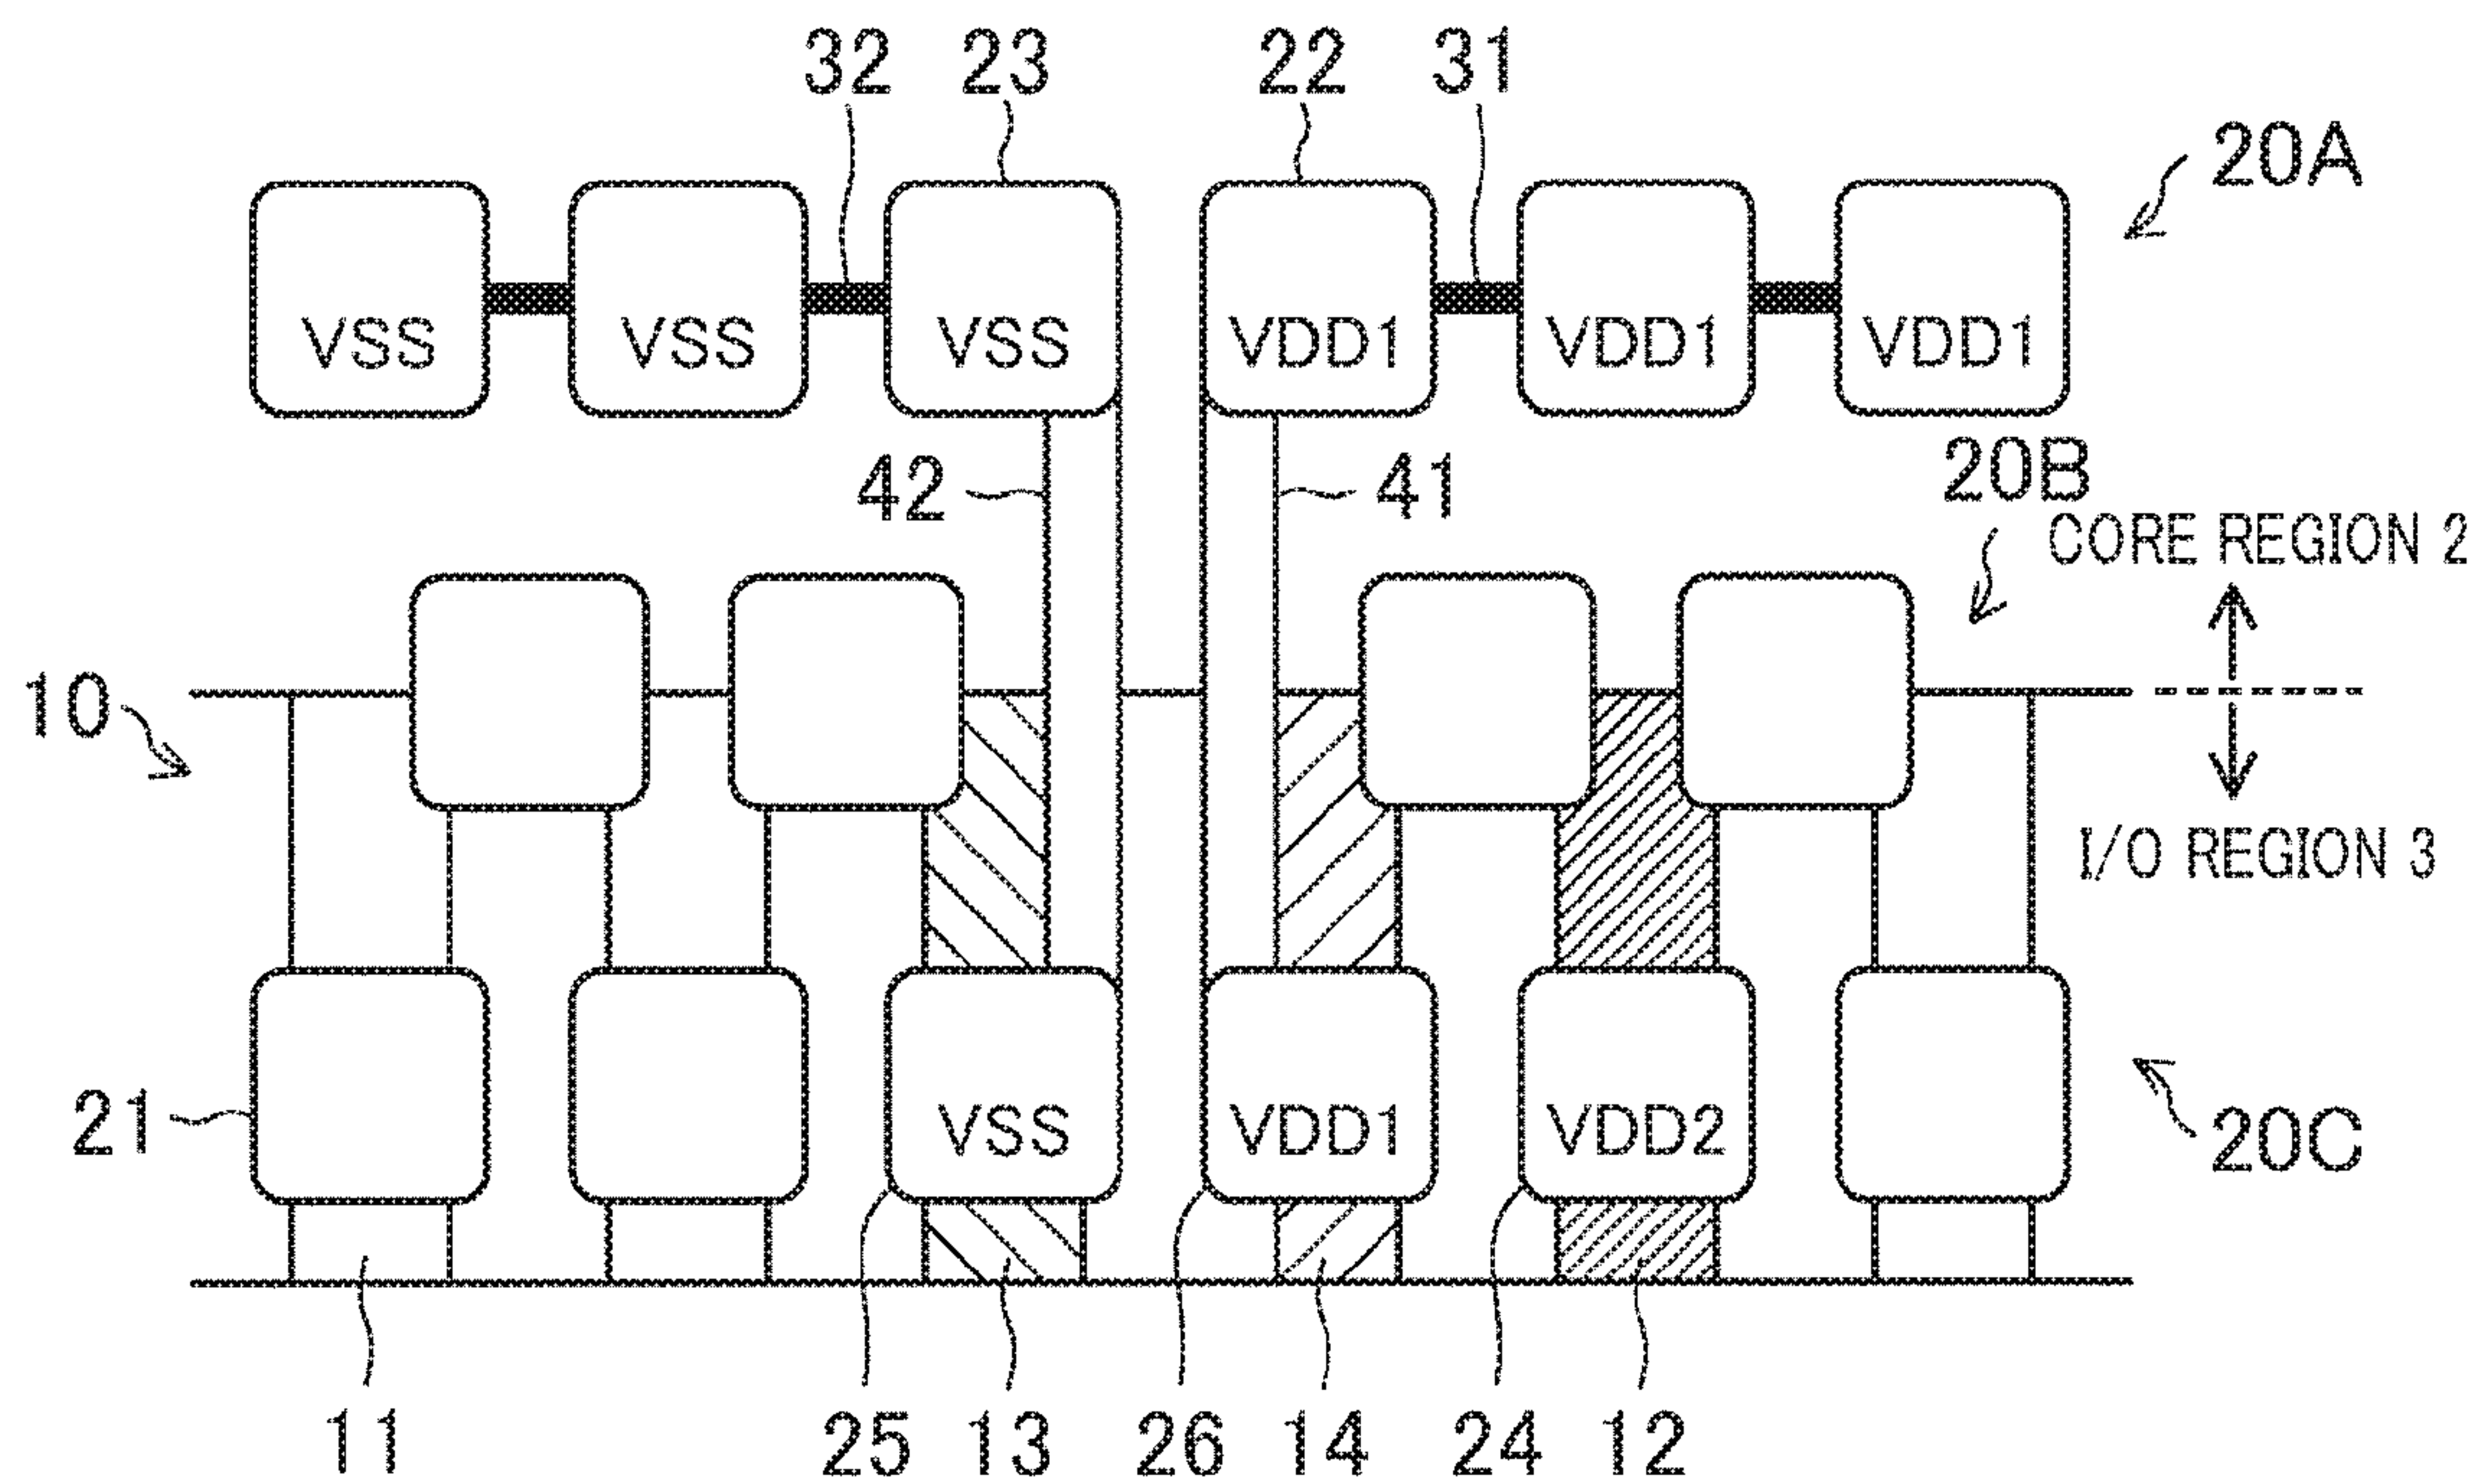 32 23 22 31
20A
VSS VSS VSS VDD1 VDD1 VDD1
42 41 20B
CORE REGION 2
10
I/O REGION 3
21 VSS VDD1 VDD2 20C
11 25 13 26 14 24 12